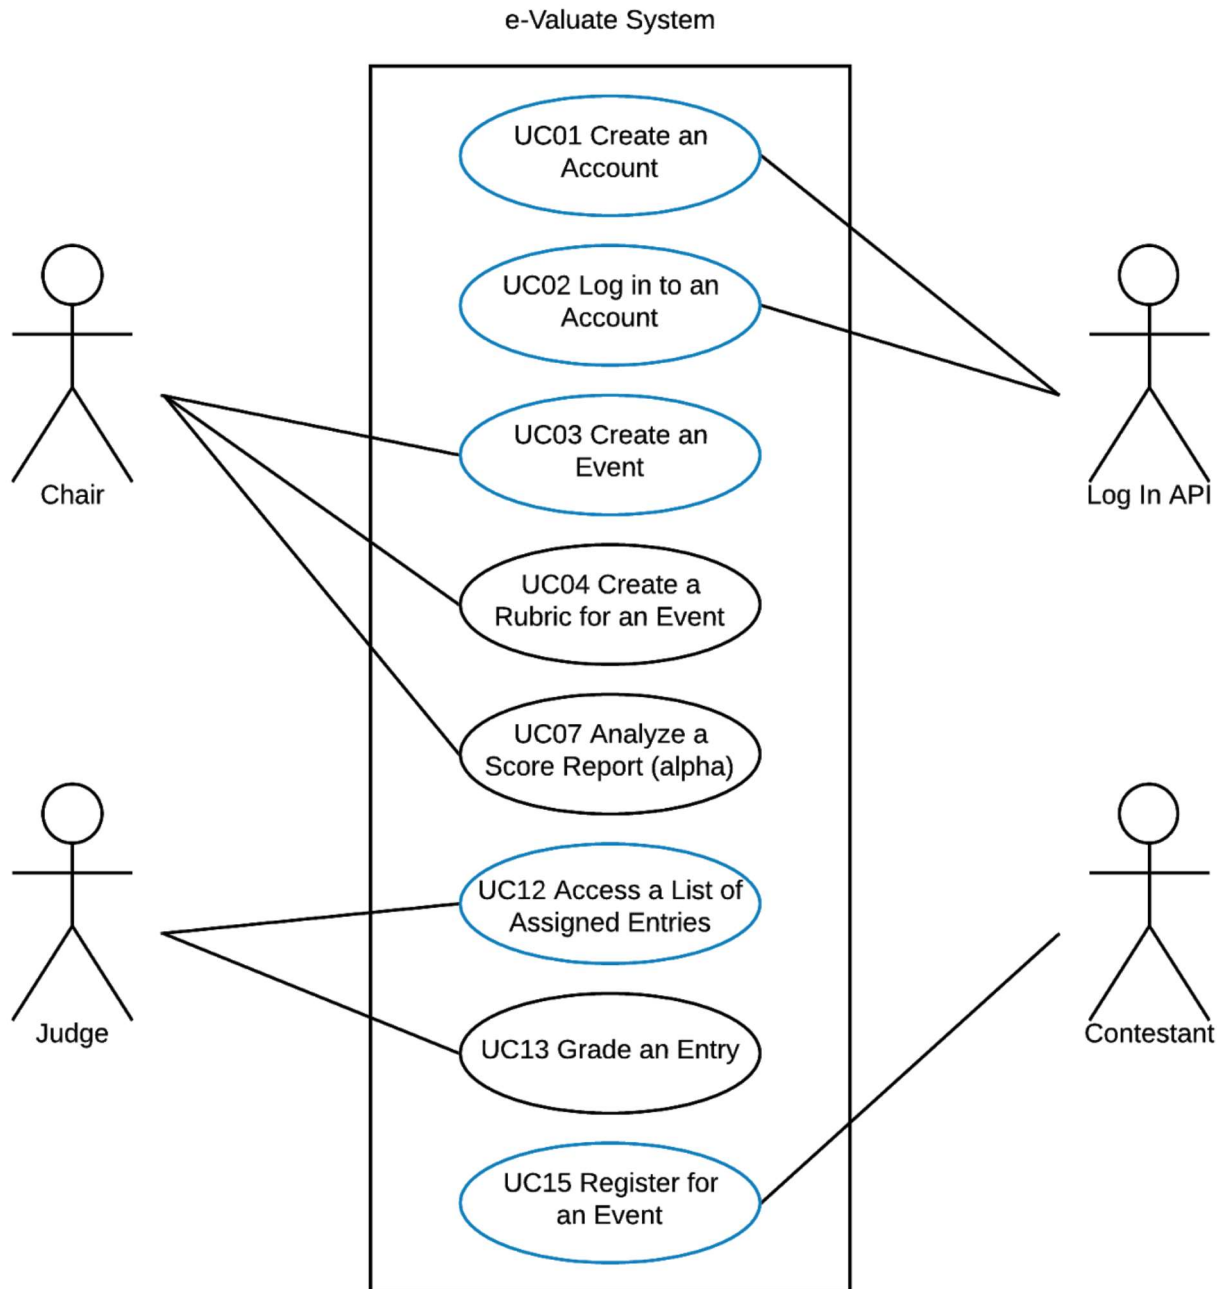 e-Valuate System
UC01 Create an
Account
UC02 Log in to an
Account
UC03 Create an
Event
Chair
Log In API
UC04 Create a
Rubric for an Event
UC07 Analyze a
Score Report (alpha)
UC12 Access a List of
Assigned Entries
Judge
Contestant
UC13 Grade an Entry
UC15 Register for
an Event